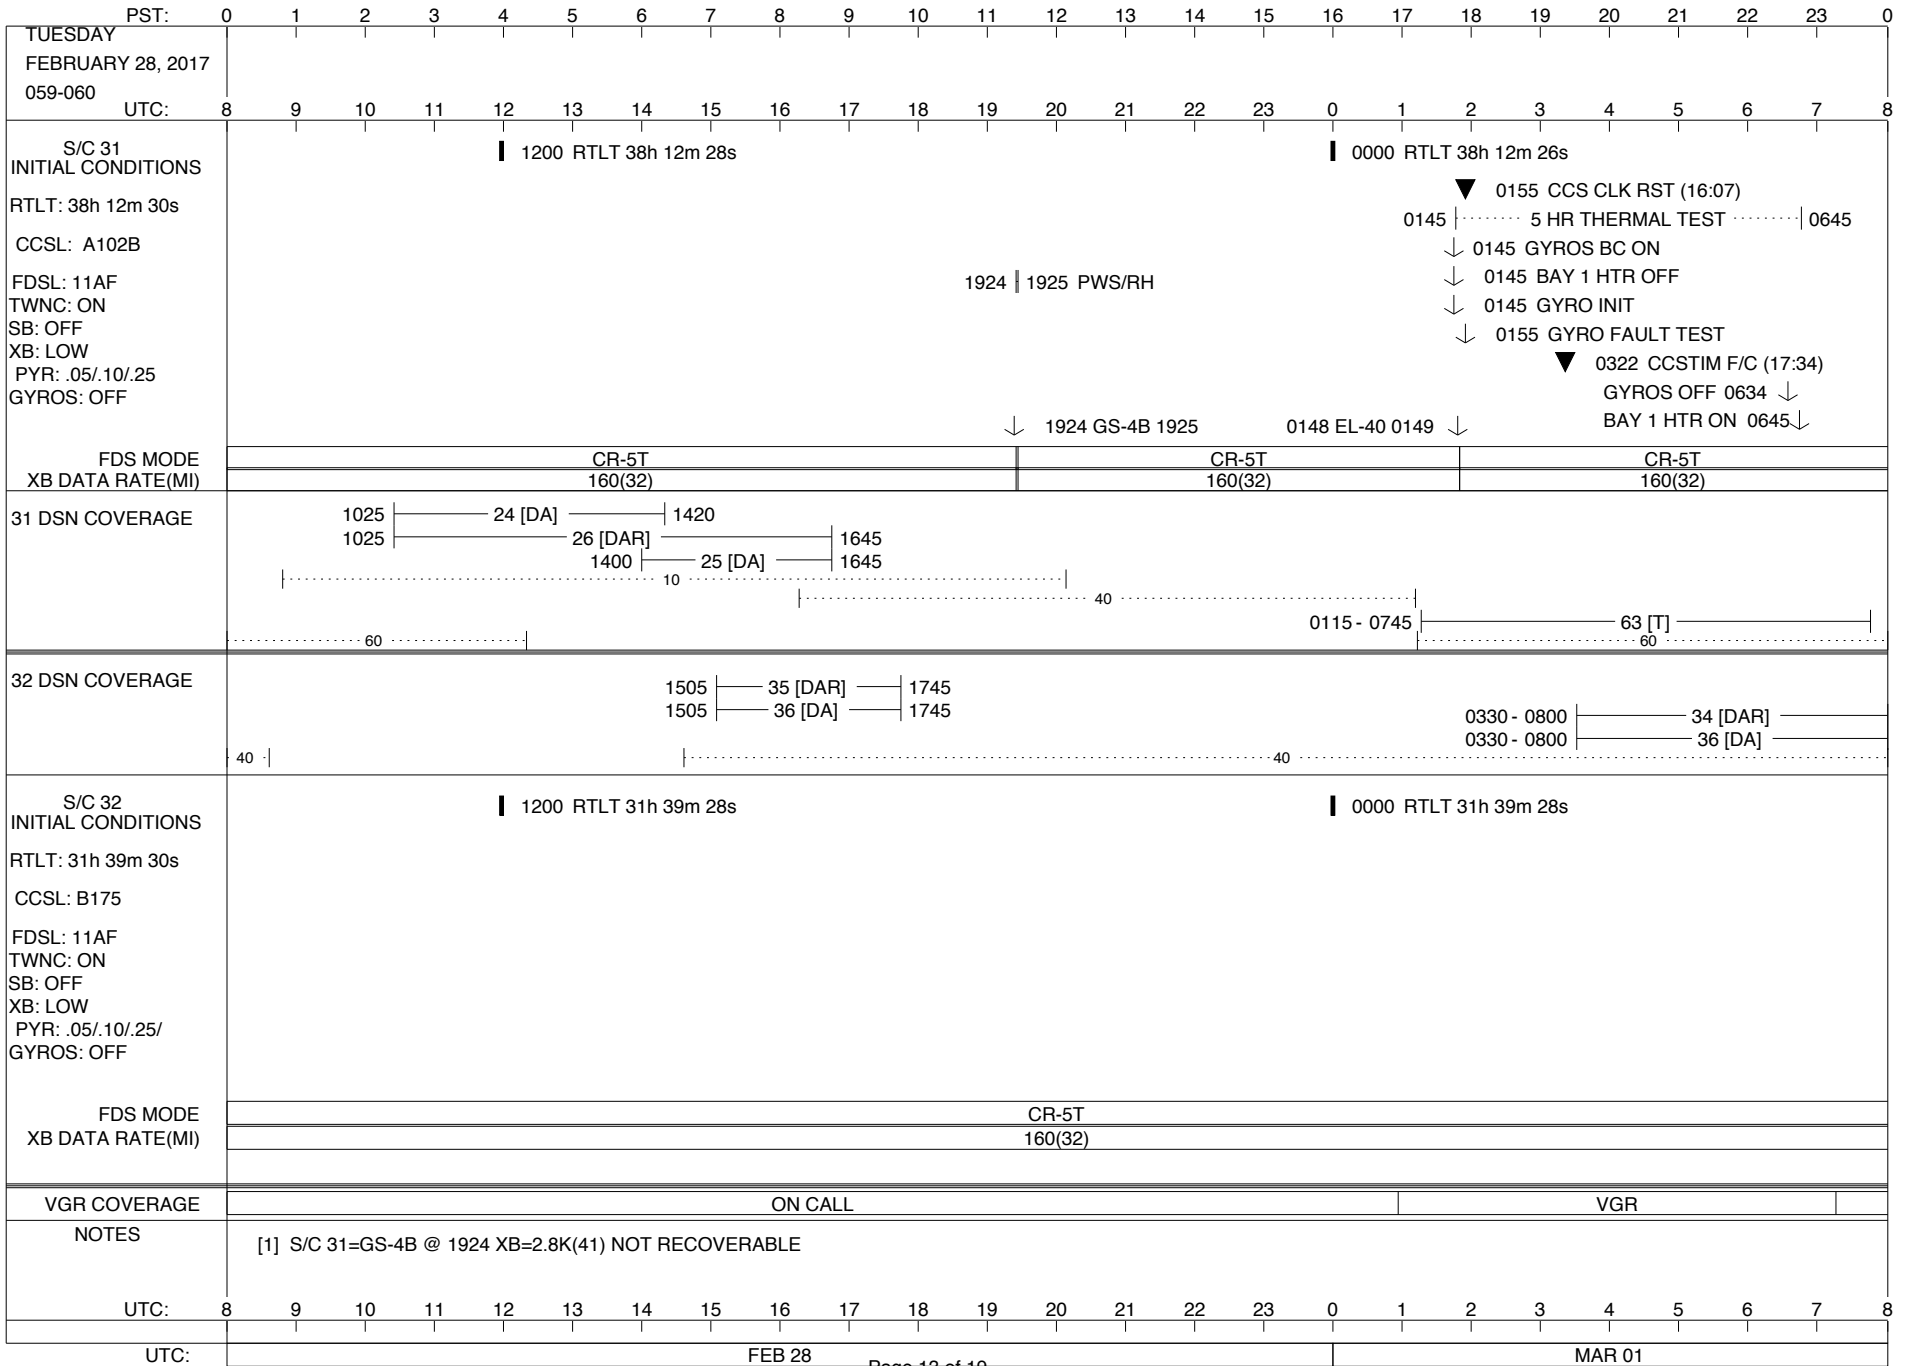 PST: 0 1 2 3 4 5 6 7 8 9 10 11 12 13 14 15 16 17 18 19 20 21 22 23 0
TUESDAY
FEBRUARY 28, 2017
059-060
UTC: 8 9 10 11 12 13 14 15 16 17 18 19 20 21 22 23 0 1 2 3 4 5 6 7 8
S/C 31
INITIAL CONDITIONS
RTLT: 38h 12m 30s
CCSL: A102B
FDSL: 11AF
TWNC: ON
SB: OFF
XB: LOW
PYR: .05/.10/.25
GYROS: OFF
1200 RTLT 38h 12m 28s
0000 RTLT 38h 12m 26s
0155 CCS CLK RST (16:07)
0145 5 HR THERMAL TEST 0645
0145 GYROS BC ON
1924 1925 PWS/RH
0145 BAY 1 HTR OFF
0145 GYRO INIT
0155 GYRO FAULT TEST
0322 CCSTIM F/C (17:34)
GYROS OFF 0634
BAY 1 HTR ON 0645
1924 GS-4B 1925
0148 EL-40 0149
FDS MODE CR-5T CR-5T CR-5T
XB DATA RATE(MI) 160(32) 160(32) 160(32)
31 DSN COVERAGE
1025 24 [DA] 1420
1025 26 [DAR] 1645
1400 25 [DA] 1645
10
40
0115 - 0745 63 [T]
60 60
32 DSN COVERAGE
1505 35 [DAR] 1745
1505 36 [DA] 1745
0330 - 0800 34 [DAR]
0330 - 0800 36 [DA]
40 40
S/C 32
INITIAL CONDITIONS
RTLT: 31h 39m 30s
CCSL: B175
FDSL: 11AF
TWNC: ON
SB: OFF
XB: LOW
PYR: .05/.10/.25/
GYROS: OFF
1200 RTLT 31h 39m 28s
0000 RTLT 31h 39m 28s
FDS MODE CR-5T
XB DATA RATE(MI) 160(32)
VGR COVERAGE ON CALL VGR
NOTES
[1] S/C 31=GS-4B @ 1924 XB=2.8K(41) NOT RECOVERABLE
UTC: 8 9 10 11 12 13 14 15 16 17 18 19 20 21 22 23 0 1 2 3 4 5 6 7 8
UTC: FEB 28 MAR 01
Page 12 of 19